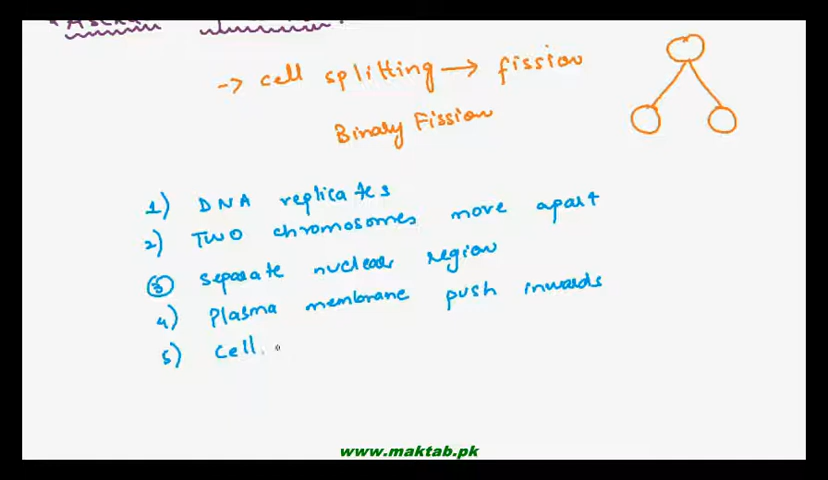 -> cell splitting → fission
Binary Fission
1) DNA replicates
2) Two chromosomes move apart
3 separate nuclear region
4) Plasma membrane push inwards
5) Cell
www.maktab.pk